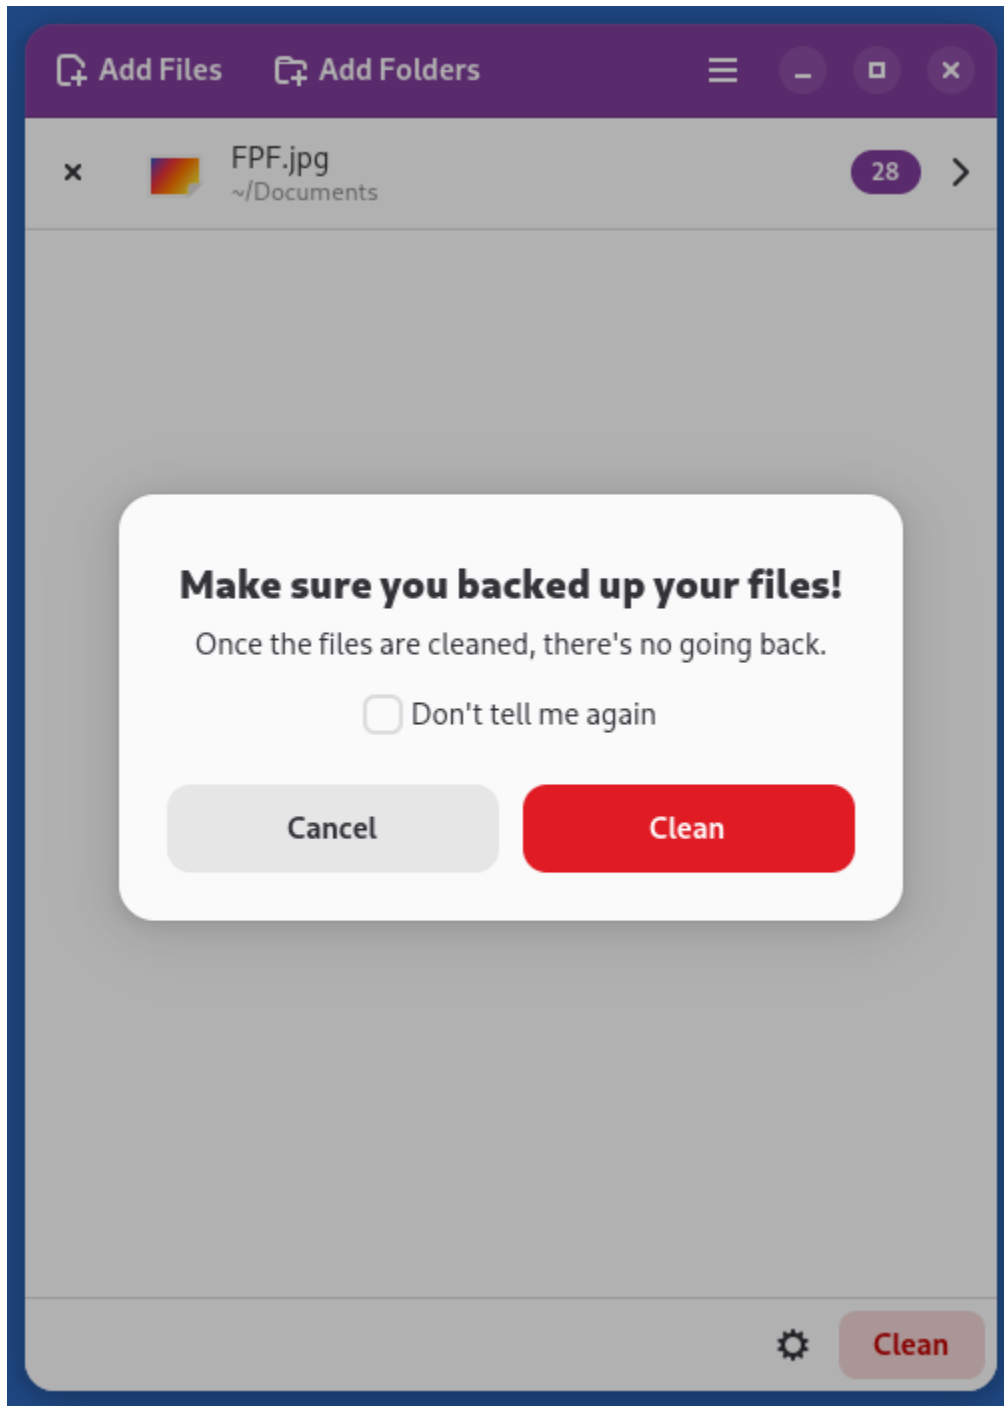 Add Files
Add Folders
FPF.jpg
~/Documents
28
Make sure you backed up your files!
Once the files are cleaned, there's no going back.
Don't tell me again
Cancel
Clean
Clean